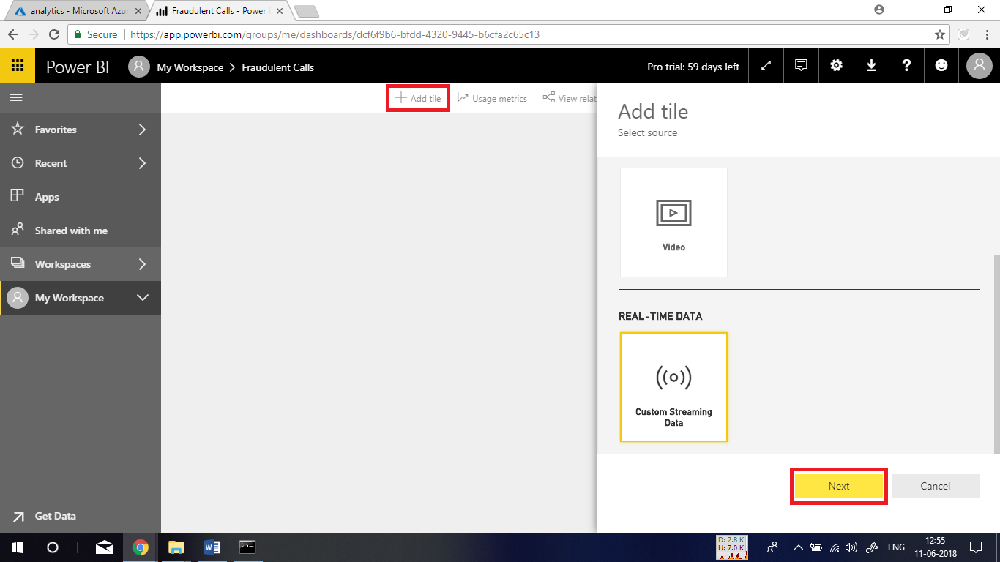 analytics - Microsoft Azur
Fraudulent Calls - Power
Secure
https://app.powerbi.com/groups/me/dashboards/dcf6f9b6-bfdd-4320-9445-b6cfa2c65c13
Power BI
My Workspace > Fraudulent Calls
Pro trial: 59 days left
?
Favorites
Recent
Apps
Shared with me
Workspaces
My Workspace
Get Data
+ Add tile
Usage metrics
View relat
Add tile
Select source
Video
REAL-TIME DATA
Custom Streaming
Data
Next
Cancel
D: 2.8 K
U: 7.0 K
ENG
12:55
11-06-2018